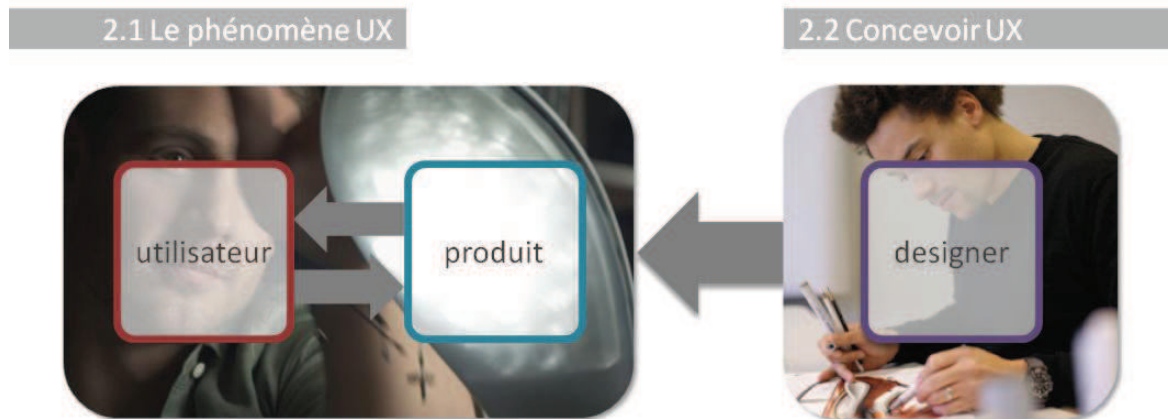 2.1 Le phénomène UX
2.2 Concevoir UX
utilisateur
produit
designer